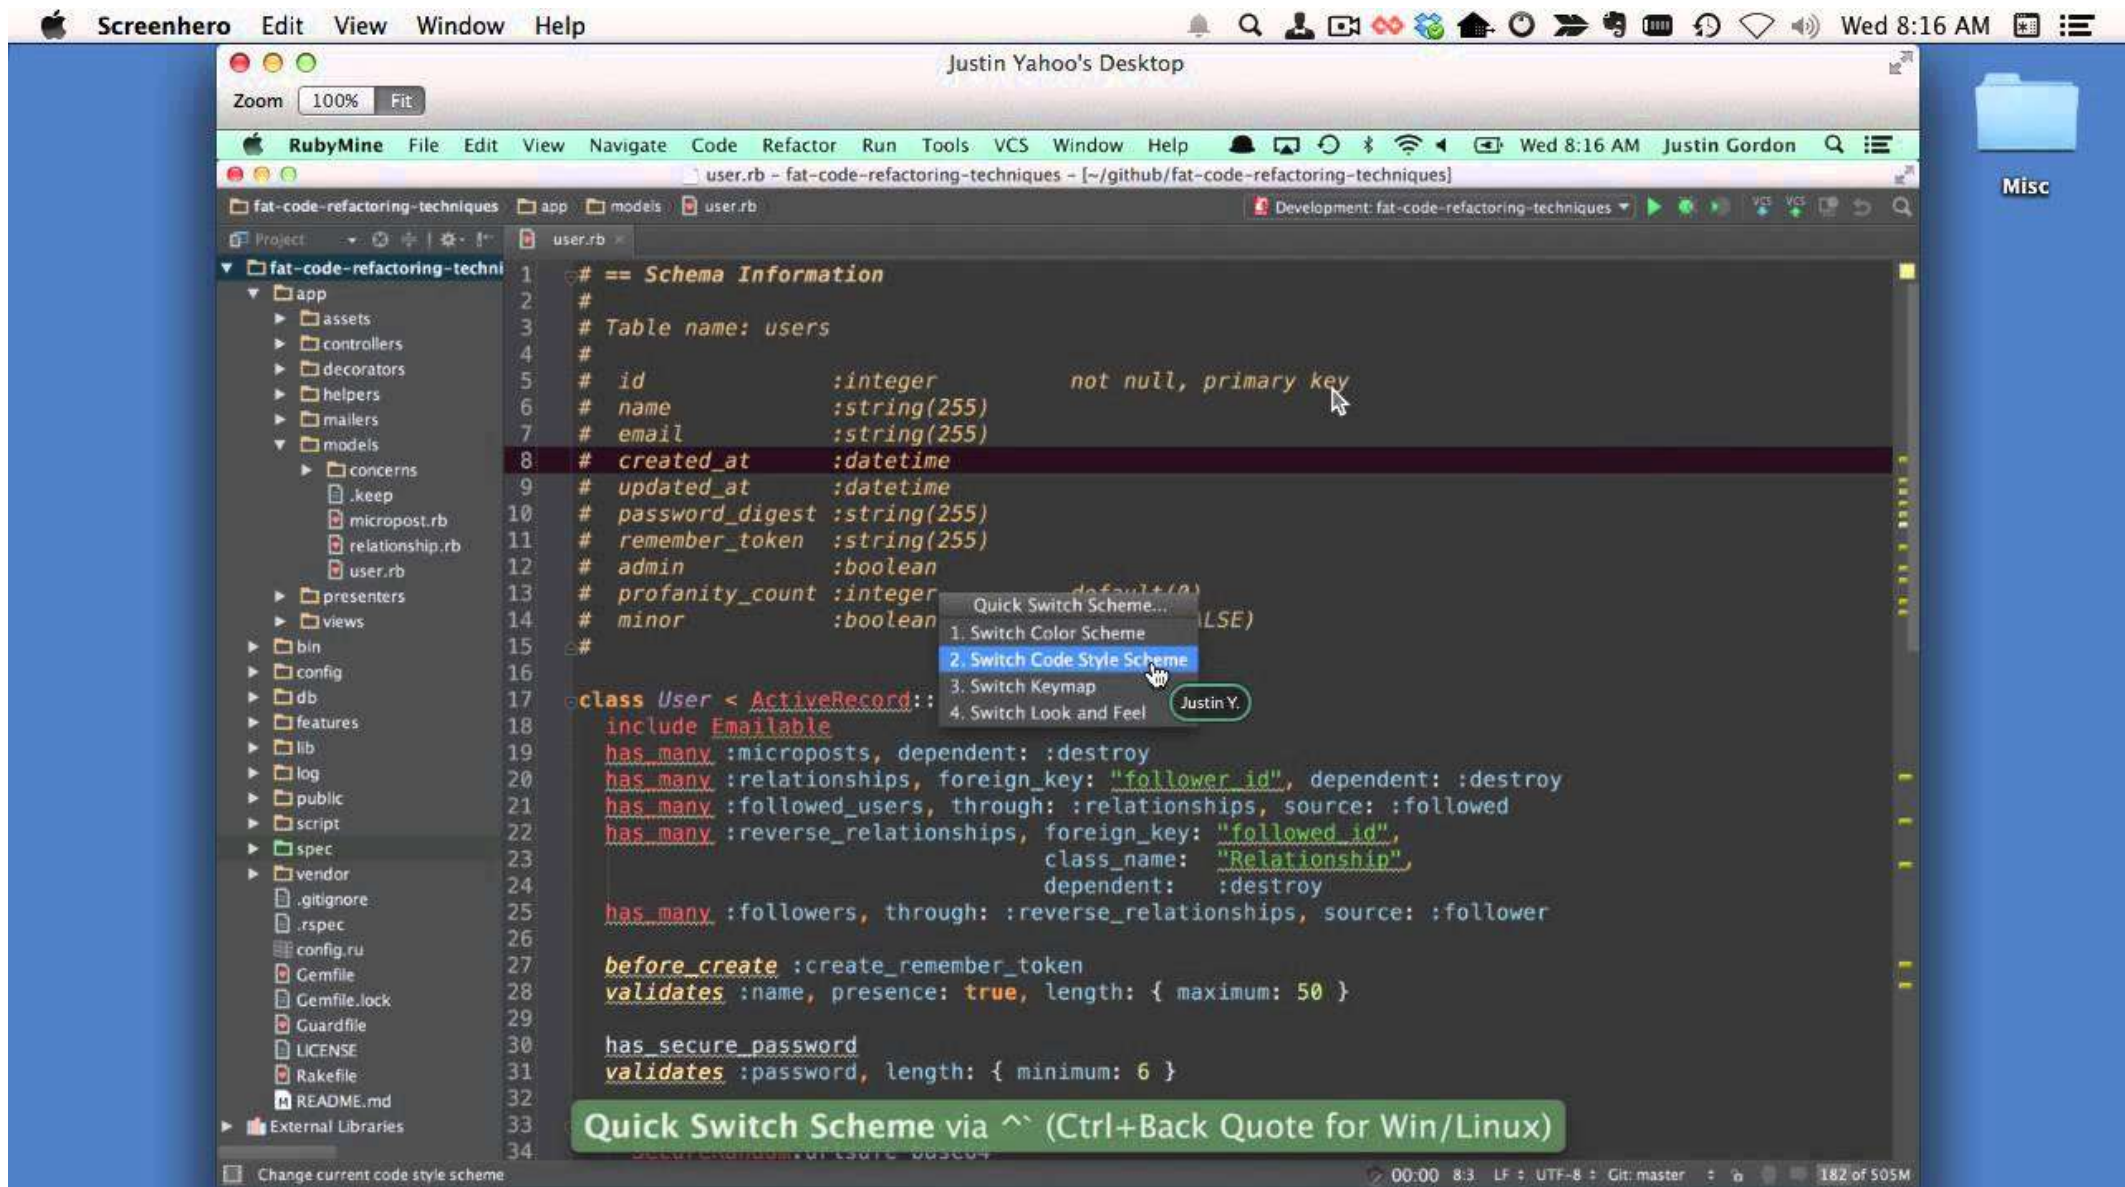 Screenhero Edit View Window Help Wed 8:16 AM
Justin Yahoo's Desktop
Zoom 100% Fit
RubyMine File Edit View Navigate Code Refactor Run Tools VCS Window Help Wed 8:16 AM Justin Gordon
user.rb – fat-code-refactoring-techniques – [~/github/fat-code-refactoring-techniques]
fat-code-refactoring-techniques app models user.rb Development: fat-code-refactoring-techniques VCS VCS
Project user.rb
Misc
fat-code-refactoring-techni
app
assets
controllers
decorators
helpers
mailers
models
concerns
.keep
micropost.rb
relationship.rb
user.rb
presenters
views
bin
config
db
features
lib
log
public
script
spec
vendor
.gitignore
.rspec
config.ru
Gemfile
Gemfile.lock
Guardfile
LICENSE
Rakefile
README.md
External Libraries
1 # == Schema Information
2 #
3 # Table name: users
4 #
5 # id :integer not null, primary key
6 # name :string(255)
7 # email :string(255)
8 # created_at :datetime
9 # updated_at :datetime
10 # password_digest :string(255)
11 # remember_token :string(255)
12 # admin :boolean
13 # profanity_count :integer default(0)
14 # minor :boolean LSE)
15 #
16
17 class User < ActiveRecord::
18 include Emailable
19 has_many :microposts, dependent: :destroy
20 has_many :relationships, foreign_key: "follower_id", dependent: :destroy
21 has_many :followed_users, through: :relationships, source: :followed
22 has_many :reverse_relationships, foreign_key: "followed_id",
23 class_name: "Relationship",
24 dependent: :destroy
25 has_many :followers, through: :reverse_relationships, source: :follower
26
27 before_create :create_remember_token
28 validates :name, presence: true, length: { maximum: 50 }
29
30 has_secure_password
31 validates :password, length: { minimum: 6 }
32
33
34
Quick Switch Scheme...
1. Switch Color Scheme
2. Switch Code Style Scheme
3. Switch Keymap
4. Switch Look and Feel
Justin Y.
Quick Switch Scheme via ^` (Ctrl+Back Quote for Win/Linux)
Change current code style scheme 00:00 8:3 LF UTF-8 Git: master 182 of 505M